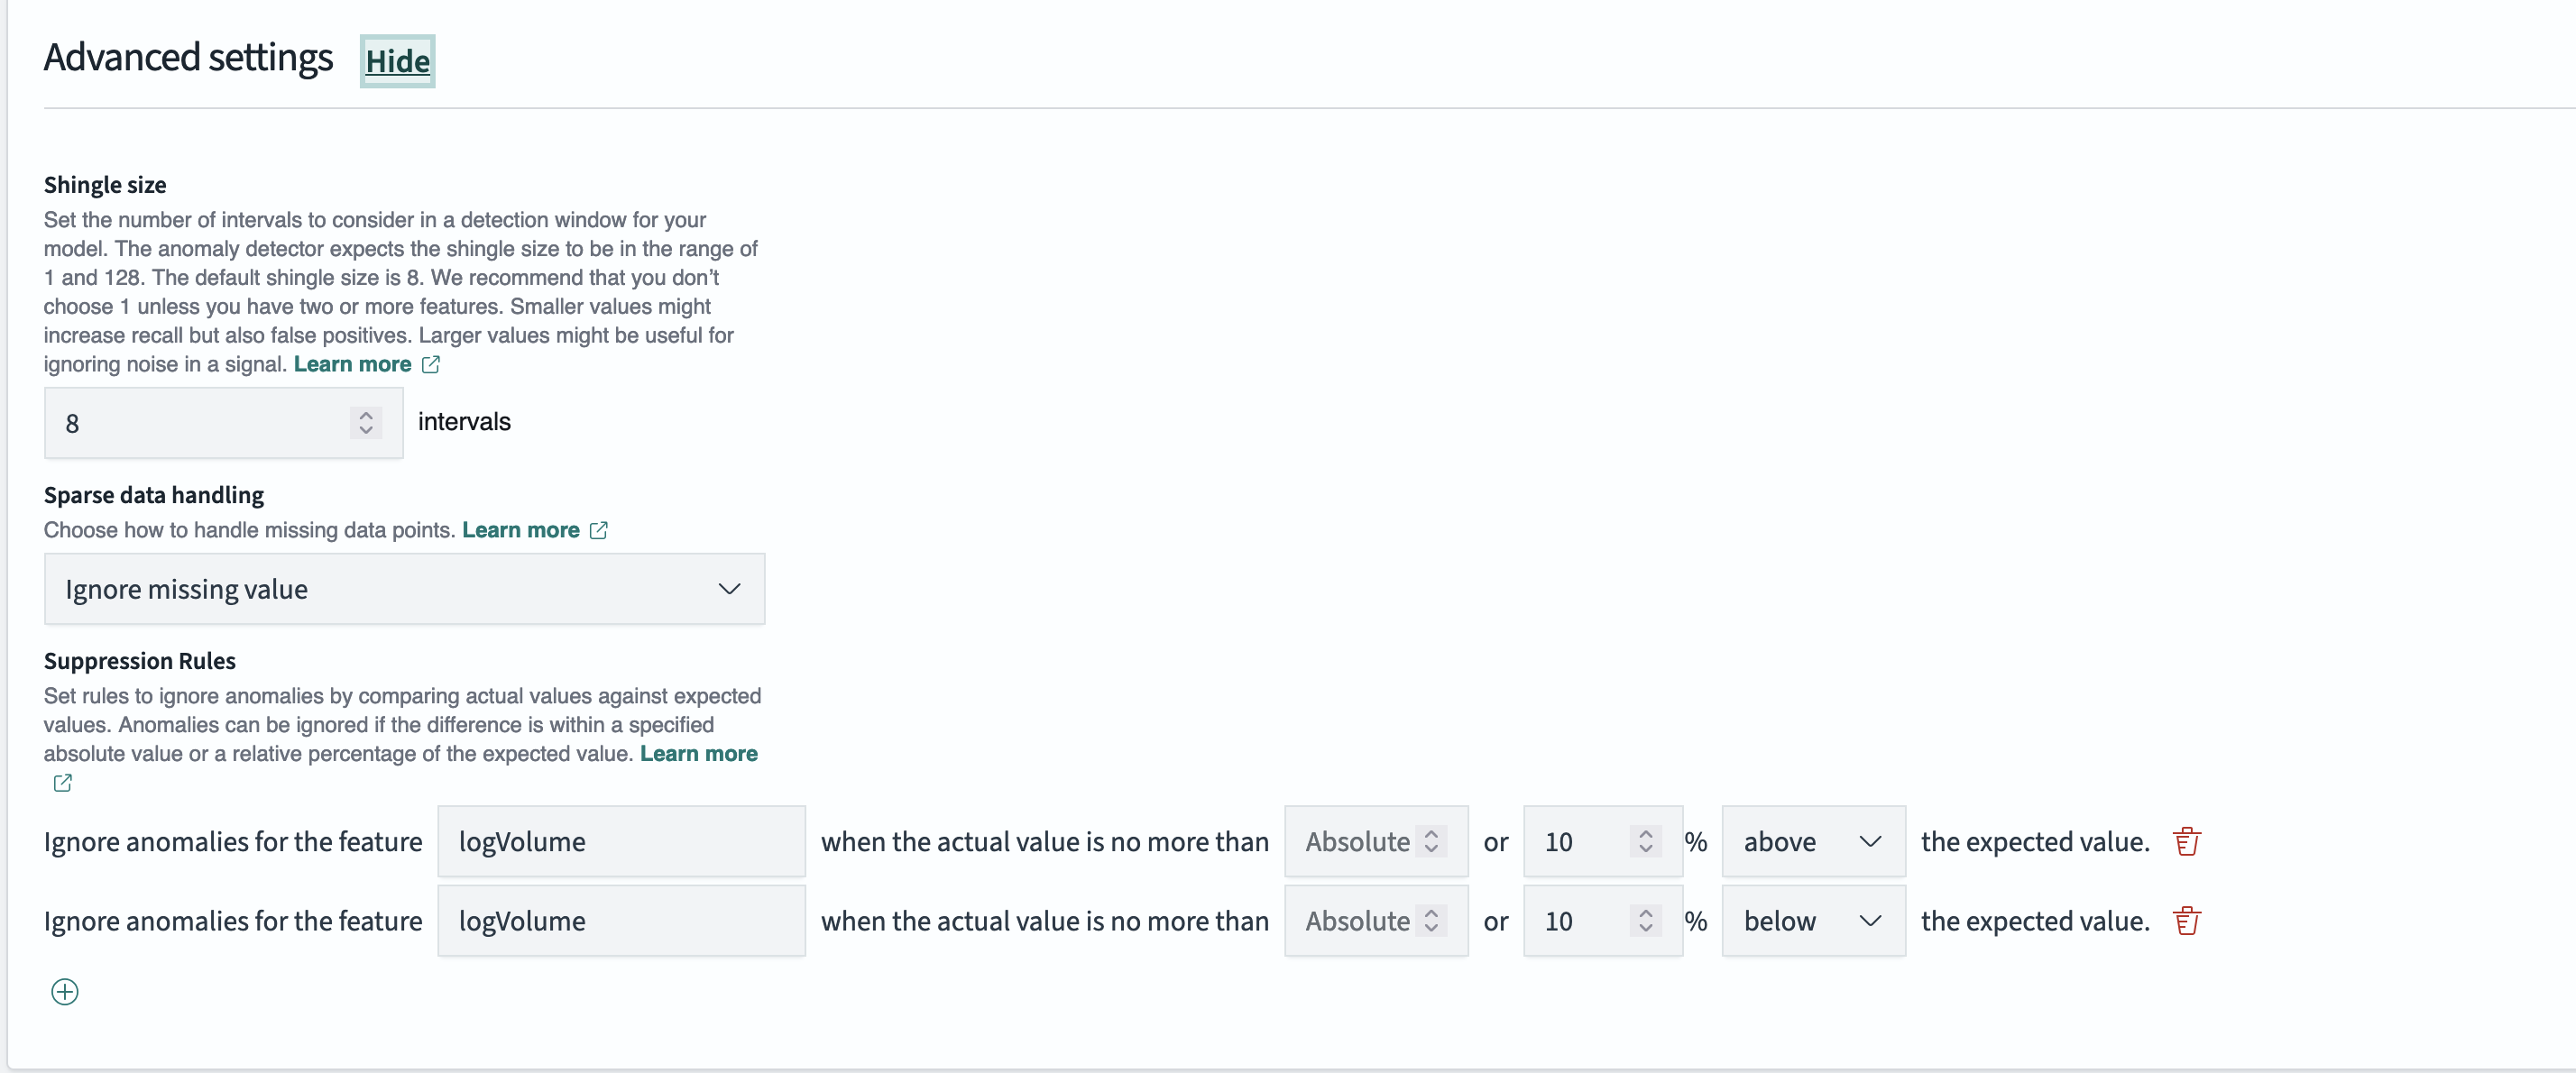 Advanced settings Hide
Shingle size
Set the number of intervals to consider in a detection window for your
model. The anomaly detector expects the shingle size to be in the range of
1 and 128. The default shingle size is 8. We recommend that you don’t
choose 1 unless you have two or more features. Smaller values might
increase recall but also false positives. Larger values might be useful for
ignoring noise in a signal. Learn more
8 intervals
Sparse data handling
Choose how to handle missing data points. Learn more
Ignore missing value
Suppression Rules
Set rules to ignore anomalies by comparing actual values against expected
values. Anomalies can be ignored if the difference is within a specified
absolute value or a relative percentage of the expected value. Learn more
Ignore anomalies for the feature logVolume when the actual value is no more than Absolute or 10 % above the expected value.
Ignore anomalies for the feature logVolume when the actual value is no more than Absolute or 10 % below the expected value.